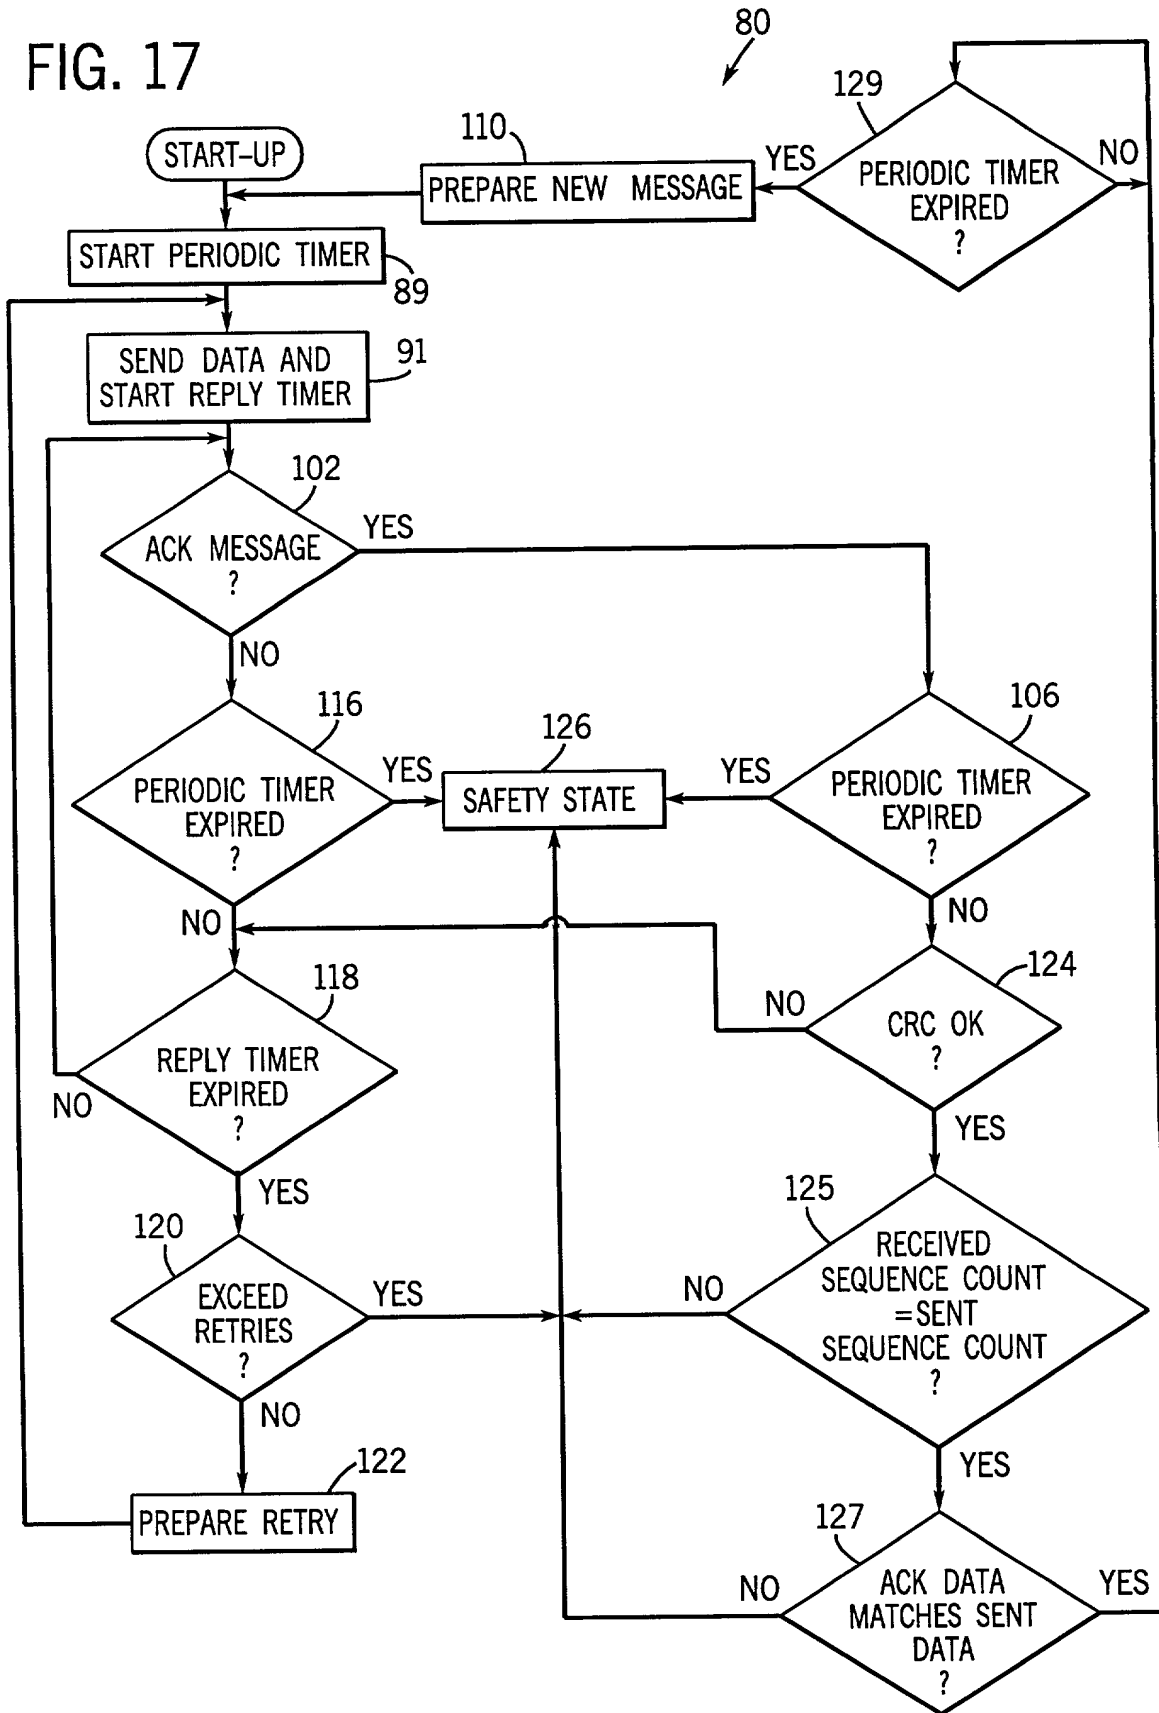 FIG. 17
80
129
PERIODIC TIMER
EXPIRED
?
YES
NO
110
PREPARE NEW MESSAGE
START-UP
START PERIODIC TIMER
89
SEND DATA AND
START REPLY TIMER
91
102
ACK MESSAGE
?
YES
NO
116
PERIODIC TIMER
EXPIRED
?
YES
NO
126
SAFETY STATE
106
PERIODIC TIMER
EXPIRED
?
YES
NO
118
REPLY TIMER
EXPIRED
?
NO
YES
124
CRC OK
?
NO
YES
120
EXCEED
RETRIES
?
YES
NO
125
RECEIVED
SEQUENCE COUNT
=SENT
SEQUENCE COUNT
?
NO
YES
122
PREPARE RETRY
127
ACK DATA
MATCHES SENT
DATA
?
NO
YES